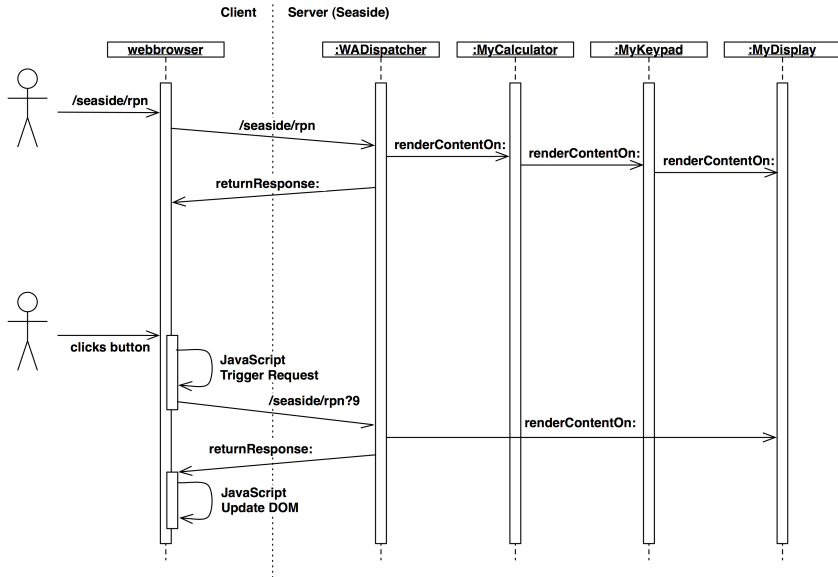 Client
Server (Seaside)
webbrowser
:WADispatcher
:MyCalculator
:MyKeypad
:MyDisplay
/seaside/rpn
/seaside/rpn
renderContentOn:
renderContentOn:
renderContentOn:
returnResponse:
clicks button
JavaScript
Trigger Request
/seaside/rpn?9
renderContentOn:
returnResponse:
JavaScript
Update DOM